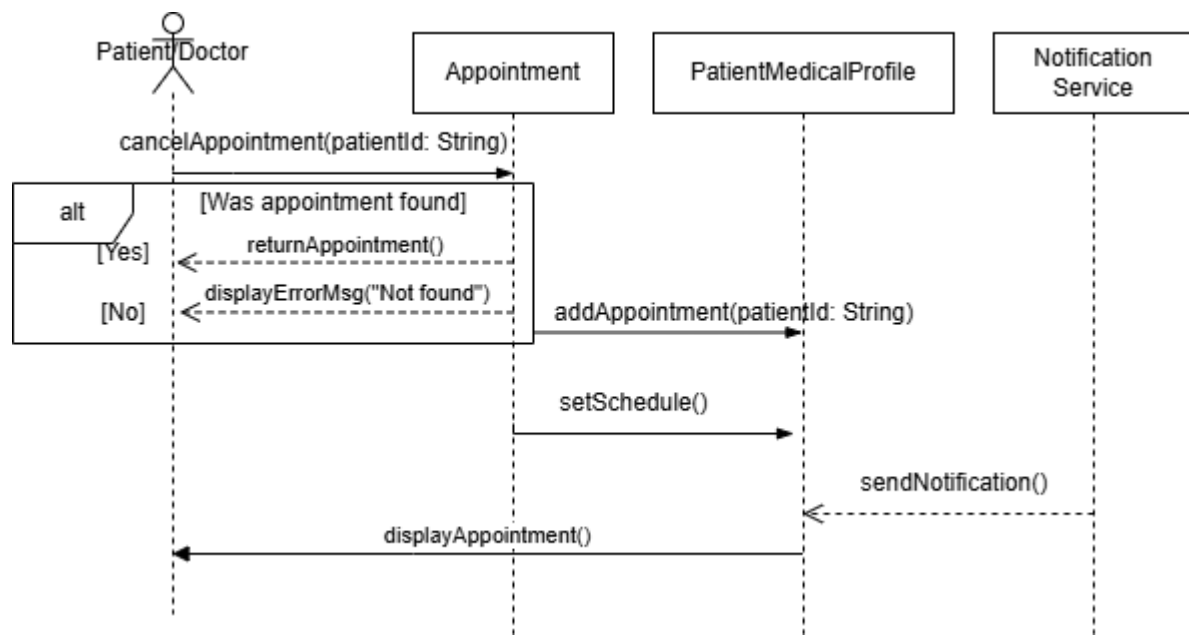 Patient/Doctor
Appointment
PatientMedicalProfile
Notification
Service
cancelAppointment(patientId: String)
alt
[Was appointment found]
[Yes]
returnAppointment()
[No]
displayErrorMsg("Not found")
addAppointment(patientId: String)
setSchedule()
sendNotification()
displayAppointment()